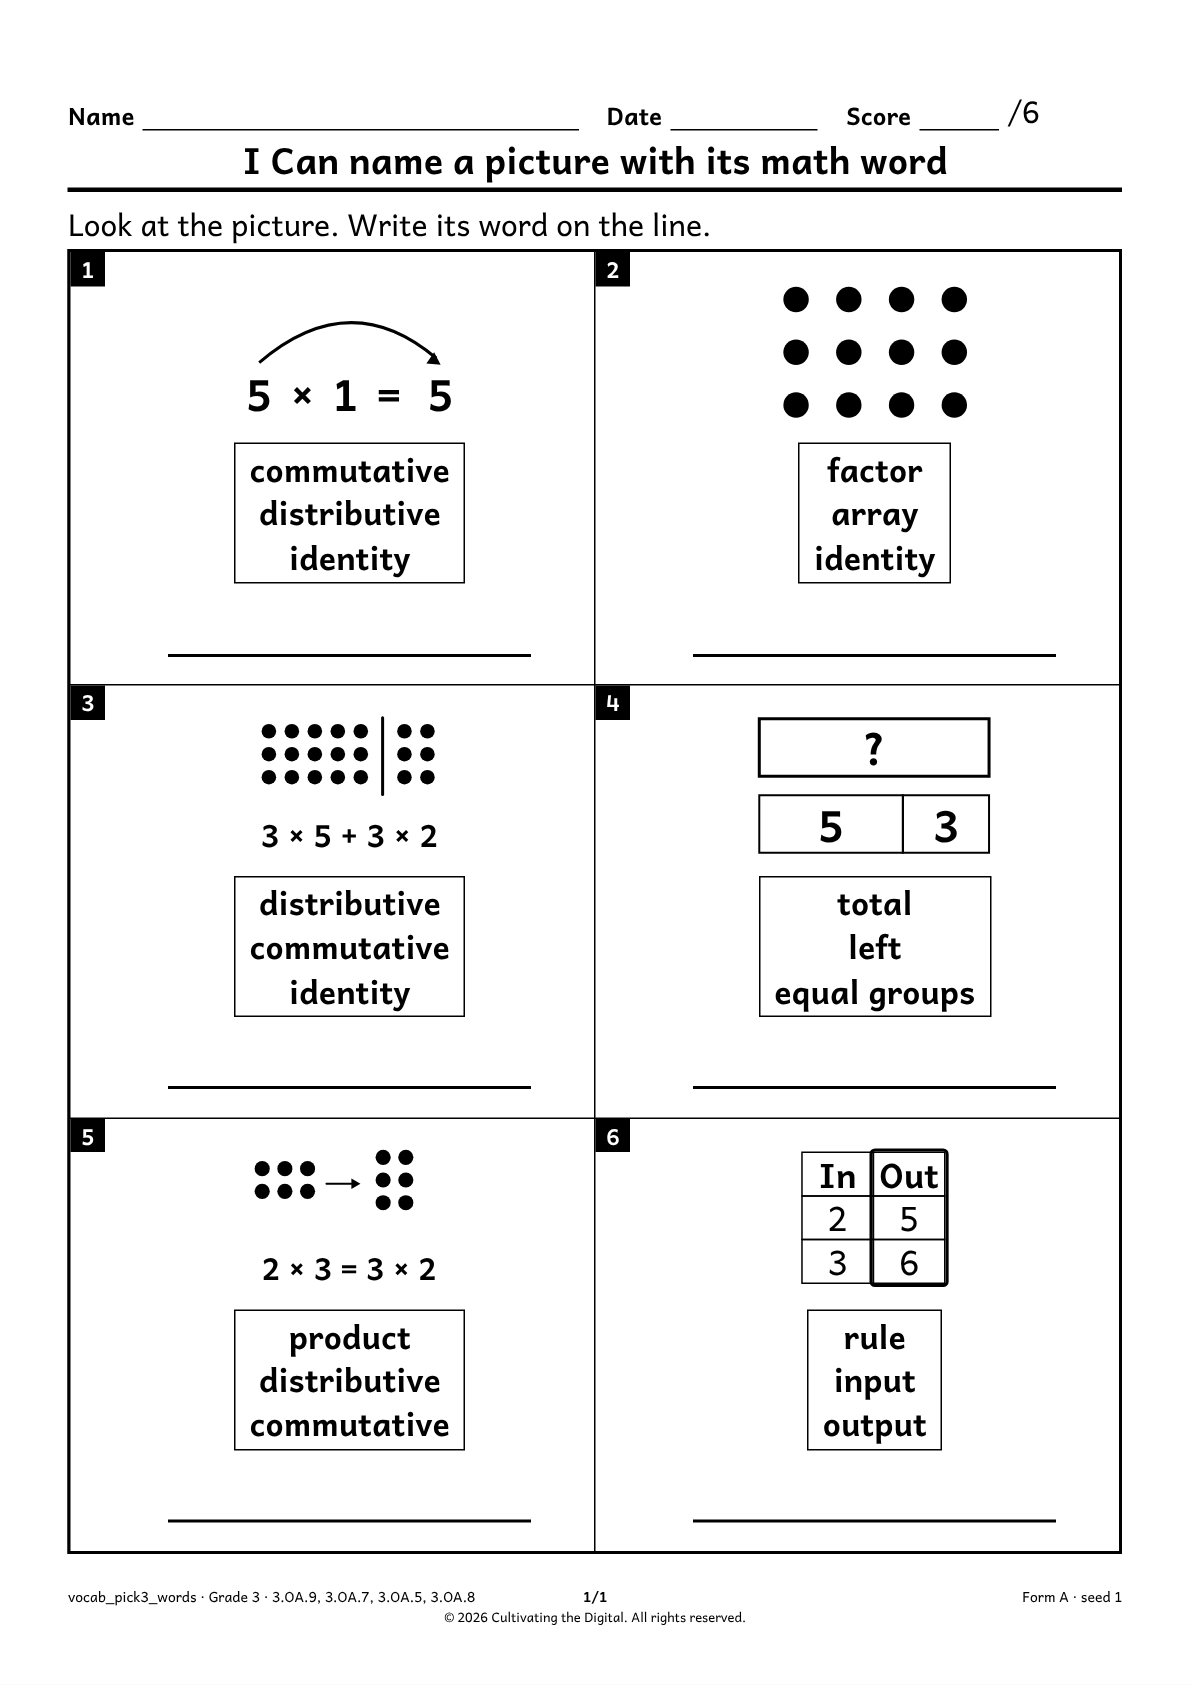 Name Date Score /6
I Can name a picture with its math word
Look at the picture. Write its word on the line.
1
5 × 1 = 5
commutative
distributive
identity
2
factor
array
identity
3
3 × 5 + 3 × 2
distributive
commutative
identity
4
?
5 3
total
left
equal groups
5
2 × 3 = 3 × 2
product
distributive
commutative
6
In Out
2 5
3 6
rule
input
output
vocab_pick3_words · Grade 3 · 3.OA.9, 3.OA.7, 3.OA.5, 3.OA.8 1/1 Form A · seed 1
© 2026 Cultivating the Digital. All rights reserved.